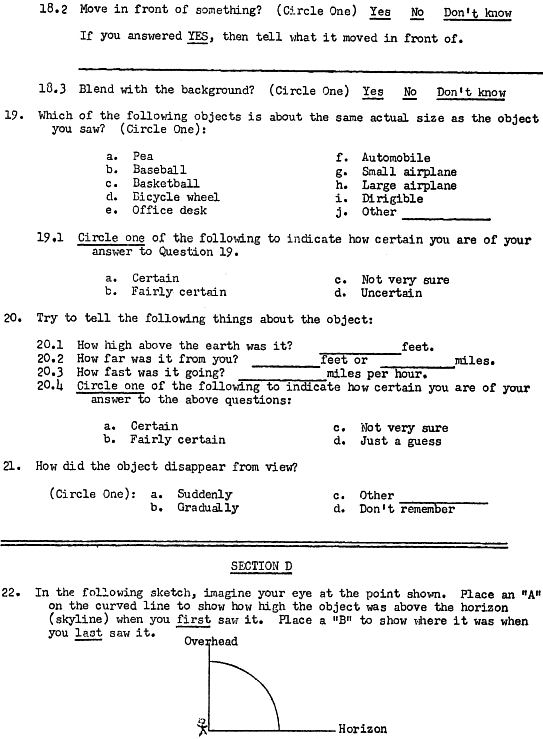 18.2 Move in front of something? (Circle One) Yes No Don't know
If you answered YES, then tell what it moved in front of.
18.3 Blend with the background? (Circle One) Yes No Don't know
19. Which of the following objects is about the same actual size as the object
you saw? (Circle One):
a. Pea f. Automobile
b. Baseball g. Small airplane
c. Basketball h. Large airplane
d. Bicycle wheel i. Dirigible
e. Office desk j. Other
19.1 Circle one of the following to indicate how certain you are of your
answer to Question 19.
a. Certain c. Not very sure
b. Fairly certain d. Uncertain
20. Try to tell the following things about the object:
20.1 How high above the earth was it? feet.
20.2 How far was it from you? feet or miles.
20.3 How fast was it going? miles per hour.
20.4 Circle one of the following to indicate how certain you are of your
answer to the above questions:
a. Certain c. Not very sure
b. Fairly certain d. Just a guess
21. How did the object disappear from view?
(Circle One): a. Suddenly c. Other
b. Gradually d. Don't remember
SECTION D
22. In the following sketch, imagine your eye at the point shown. Place an "A"
on the curved line to show how high the object was above the horizon
(skyline) when you first saw it. Place a "B" to show where it was when
you last saw it.
Overhead
Horizon